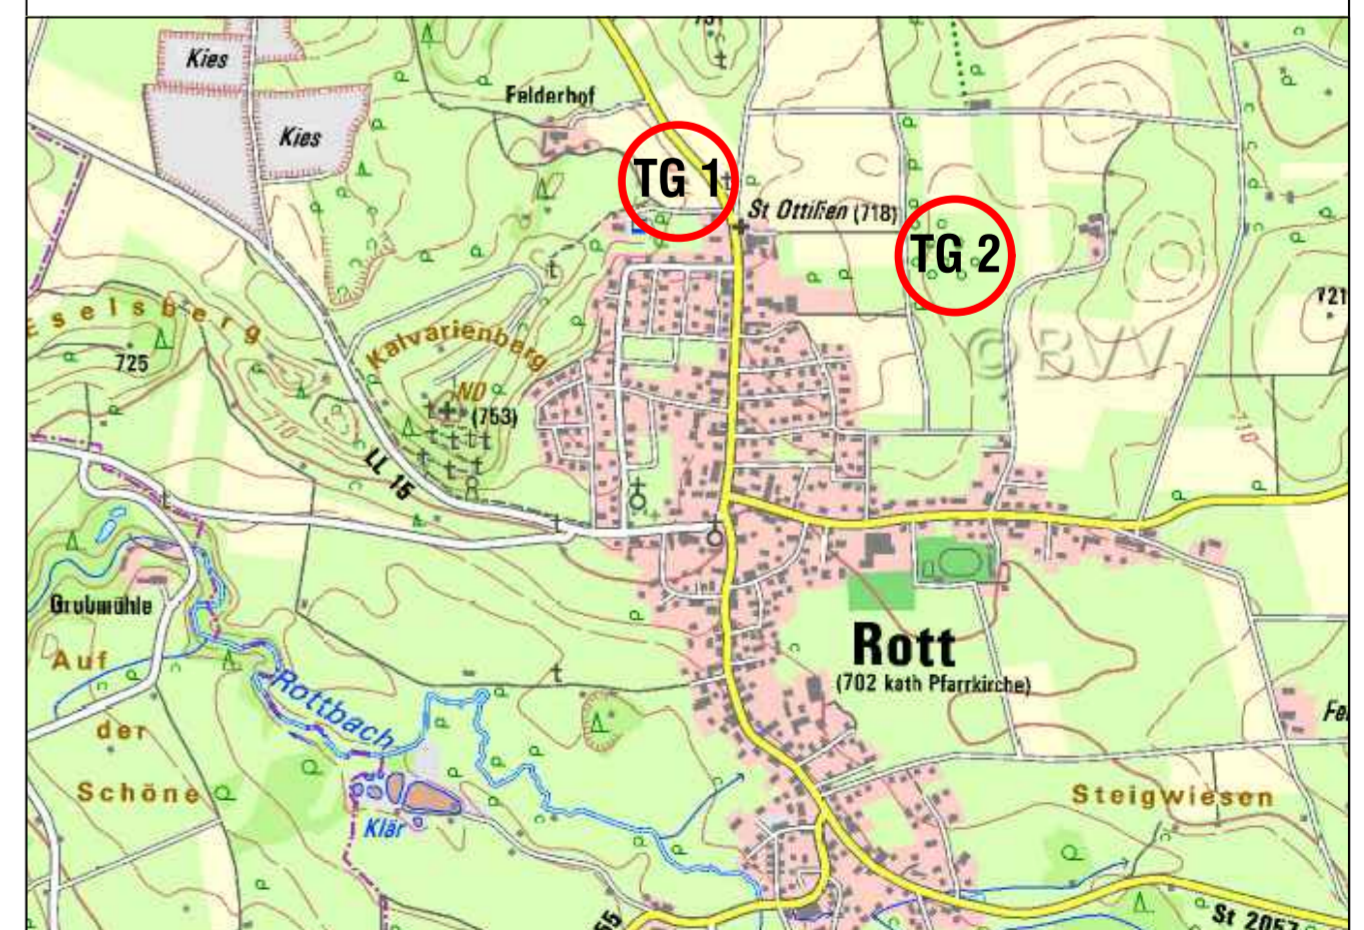 Kies
Felderhof
Kies
TG 1
St Ottilien (718)
TG 2
Eselsberg
725
Kalvarienberg
ND
(753)
©BVV
721
710
LL 15
Grubmühle
Auf
der
Schöne
Rottbach
Klär
Rott
(702 kath Pfarrkirche)
Steigwiesen
St 2057